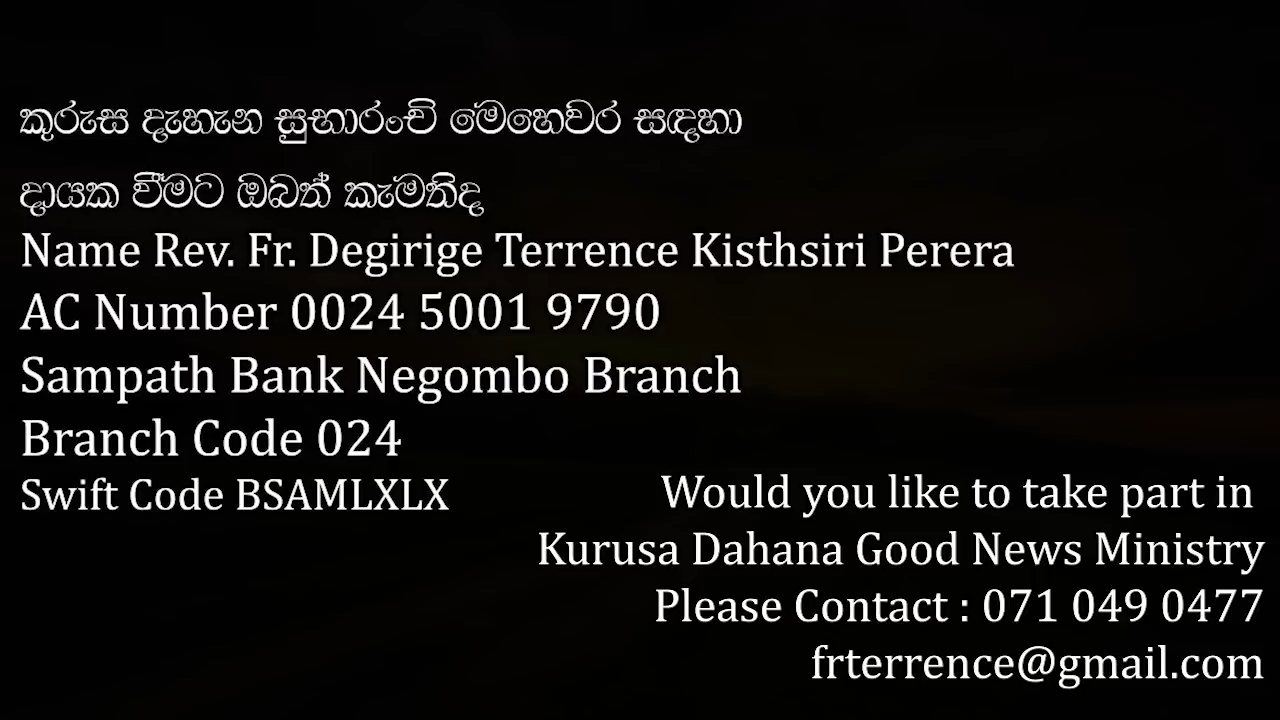 කුරුස දැහැන සුභාරංචි මෙහෙවර සඳහා
දායක වීමට ඔබත් කැමතිද
Name Rev. Fr. Degirige Terrence Kisthsiri Perera
AC Number 0024 5001 9790
Sampath Bank Negombo Branch
Branch Code 024
Swift Code BSAMLXLX
Would you like to take part in
Kurusa Dahana Good News Ministry
Please Contact : 071 049 0477
frterrence@gmail.com